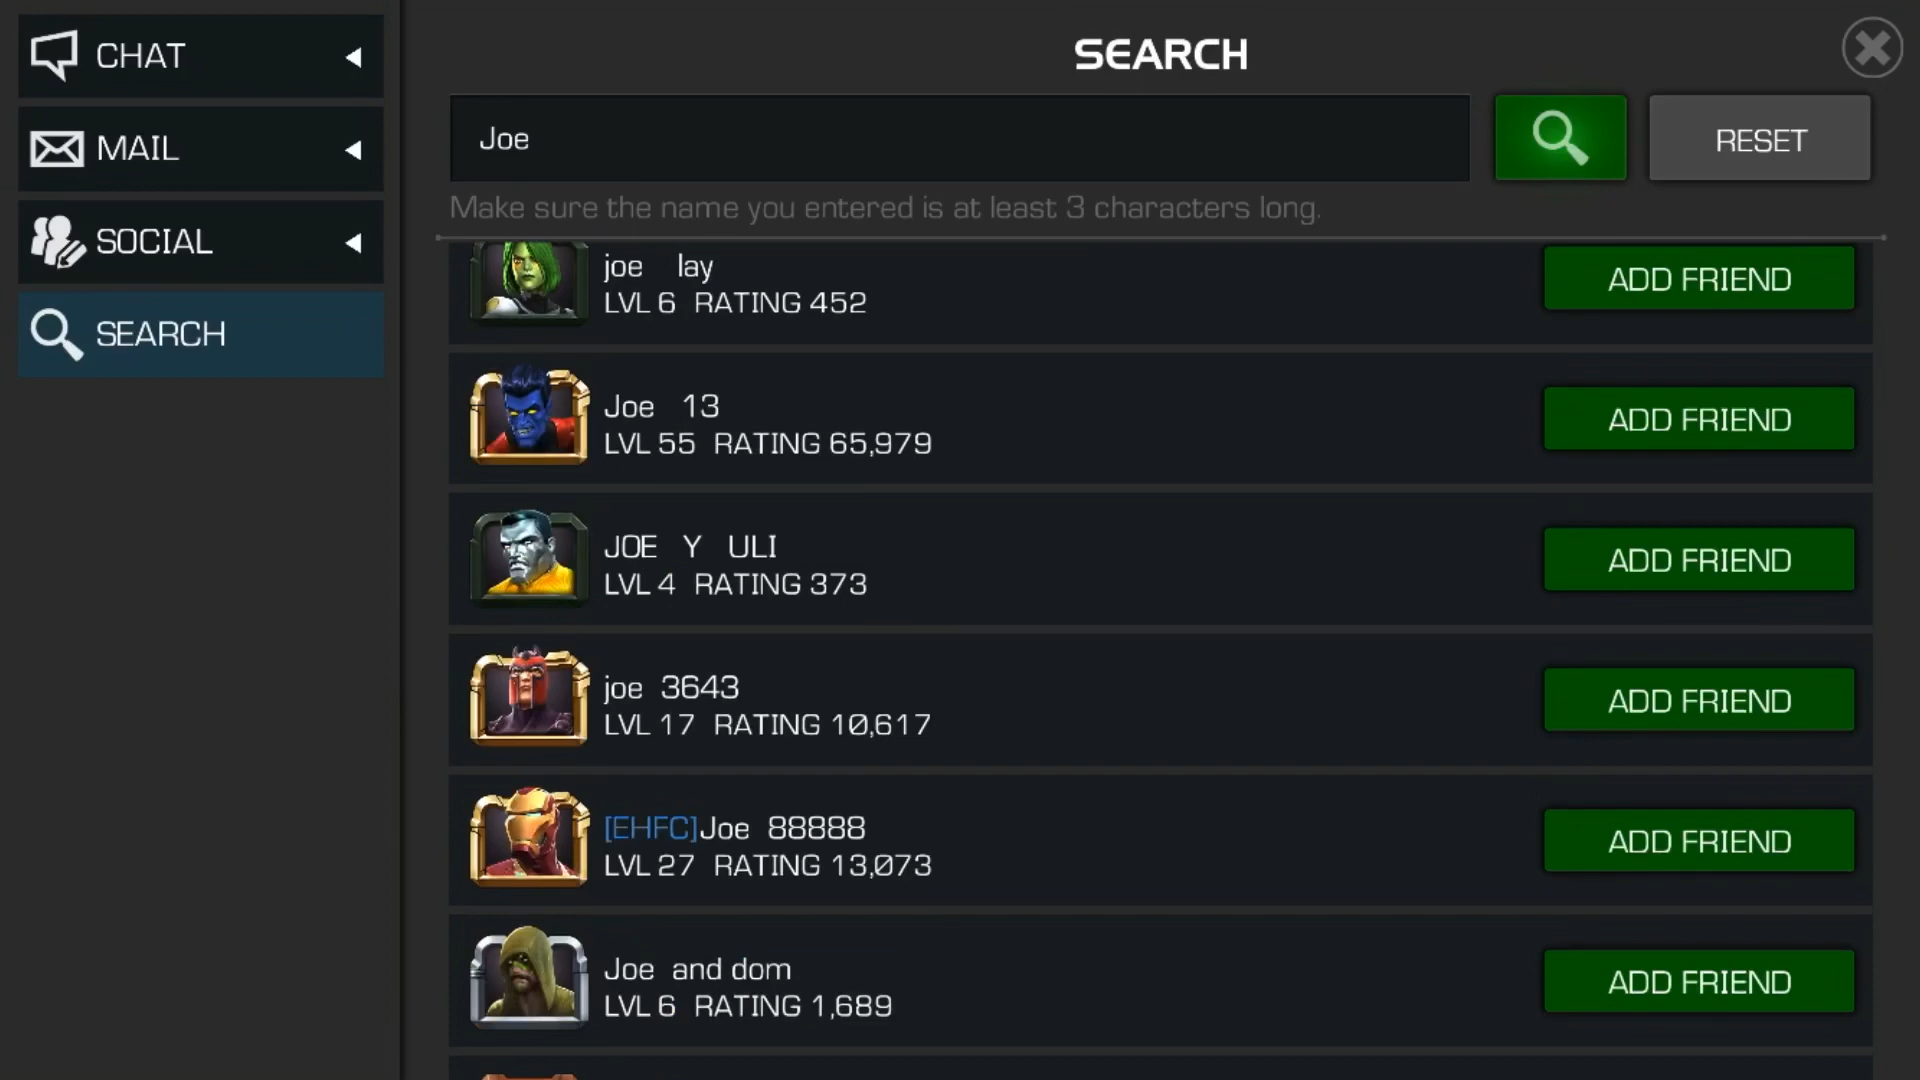 CHAT
MAIL
SOCIAL
SEARCH
SEARCH
Joe
RESET
Make sure the name you entered is at least 3 characters long.
joe lay
LVL 6 RATING 452
ADD FRIEND
Joe 13
LVL 55 RATING 65,979
ADD FRIEND
JOE Y ULI
LVL 4 RATING 373
ADD FRIEND
joe 3643
LVL 17 RATING 10,617
ADD FRIEND
[EHFC]Joe 88888
LVL 27 RATING 13,073
ADD FRIEND
Joe and dom
LVL 6 RATING 1,689
ADD FRIEND